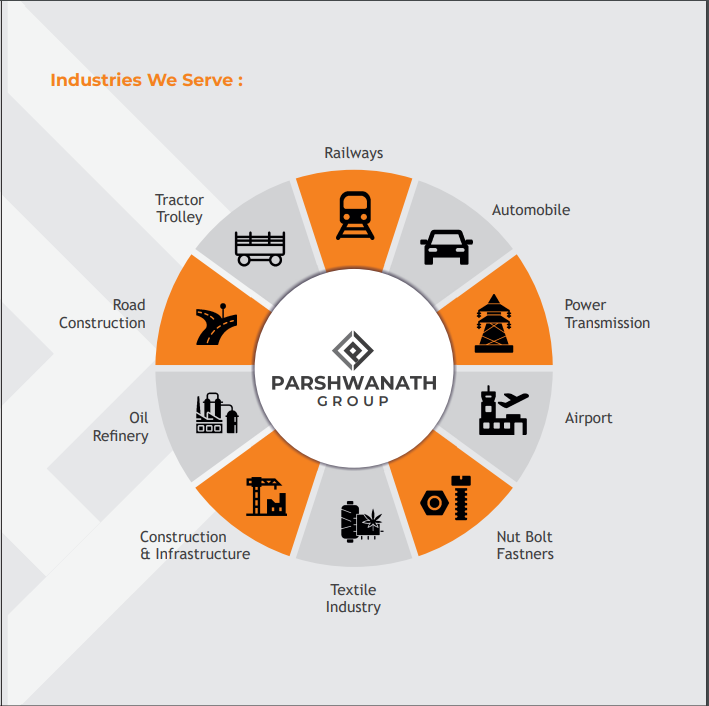 Industries We Serve :
Railways
Automobile
Power
Transmission
Airport
Nut Bolt
Fastners
Textile
Industry
Construction
& Infrastructure
Oil
Refinery
Road
Construction
Tractor
Trolley
PARSHWANATH
GROUP